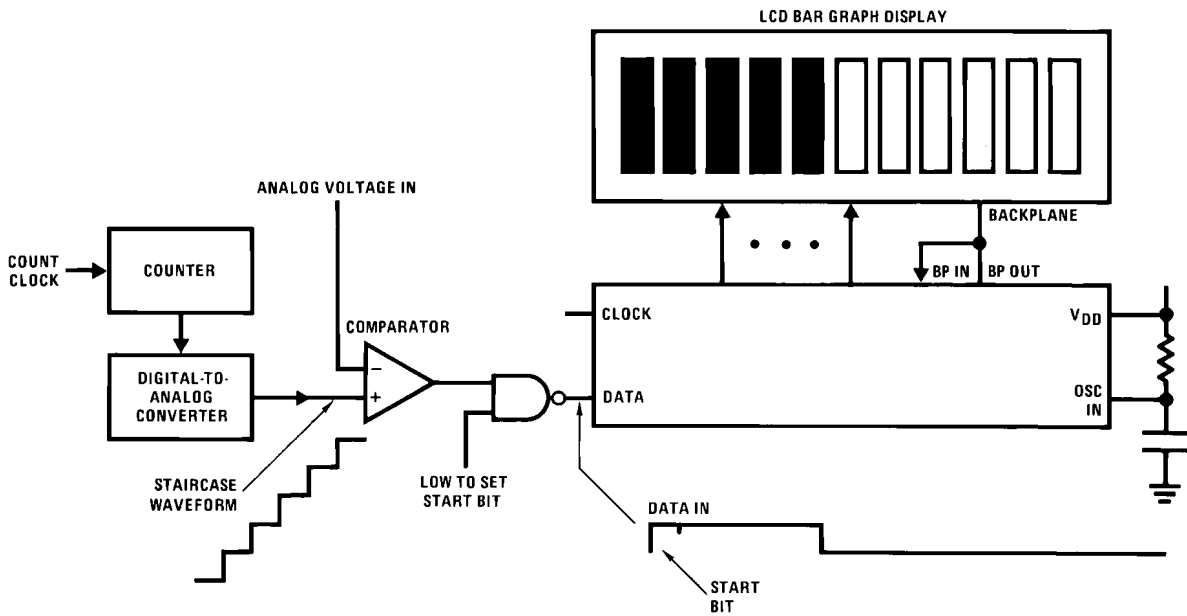 LCD BAR GRAPH DISPLAY
ANALOG VOLTAGE IN
BACKPLANE
COUNT
CLOCK
COUNTER
BP IN
BP OUT
COMPARATOR
CLOCK
VDD
DIGITAL-TO-
ANALOG
CONVERTER
−
+
DATA
OSC
IN
STAIRCASE
WAVEFORM
LOW TO SET
START BIT
DATA IN
START
BIT